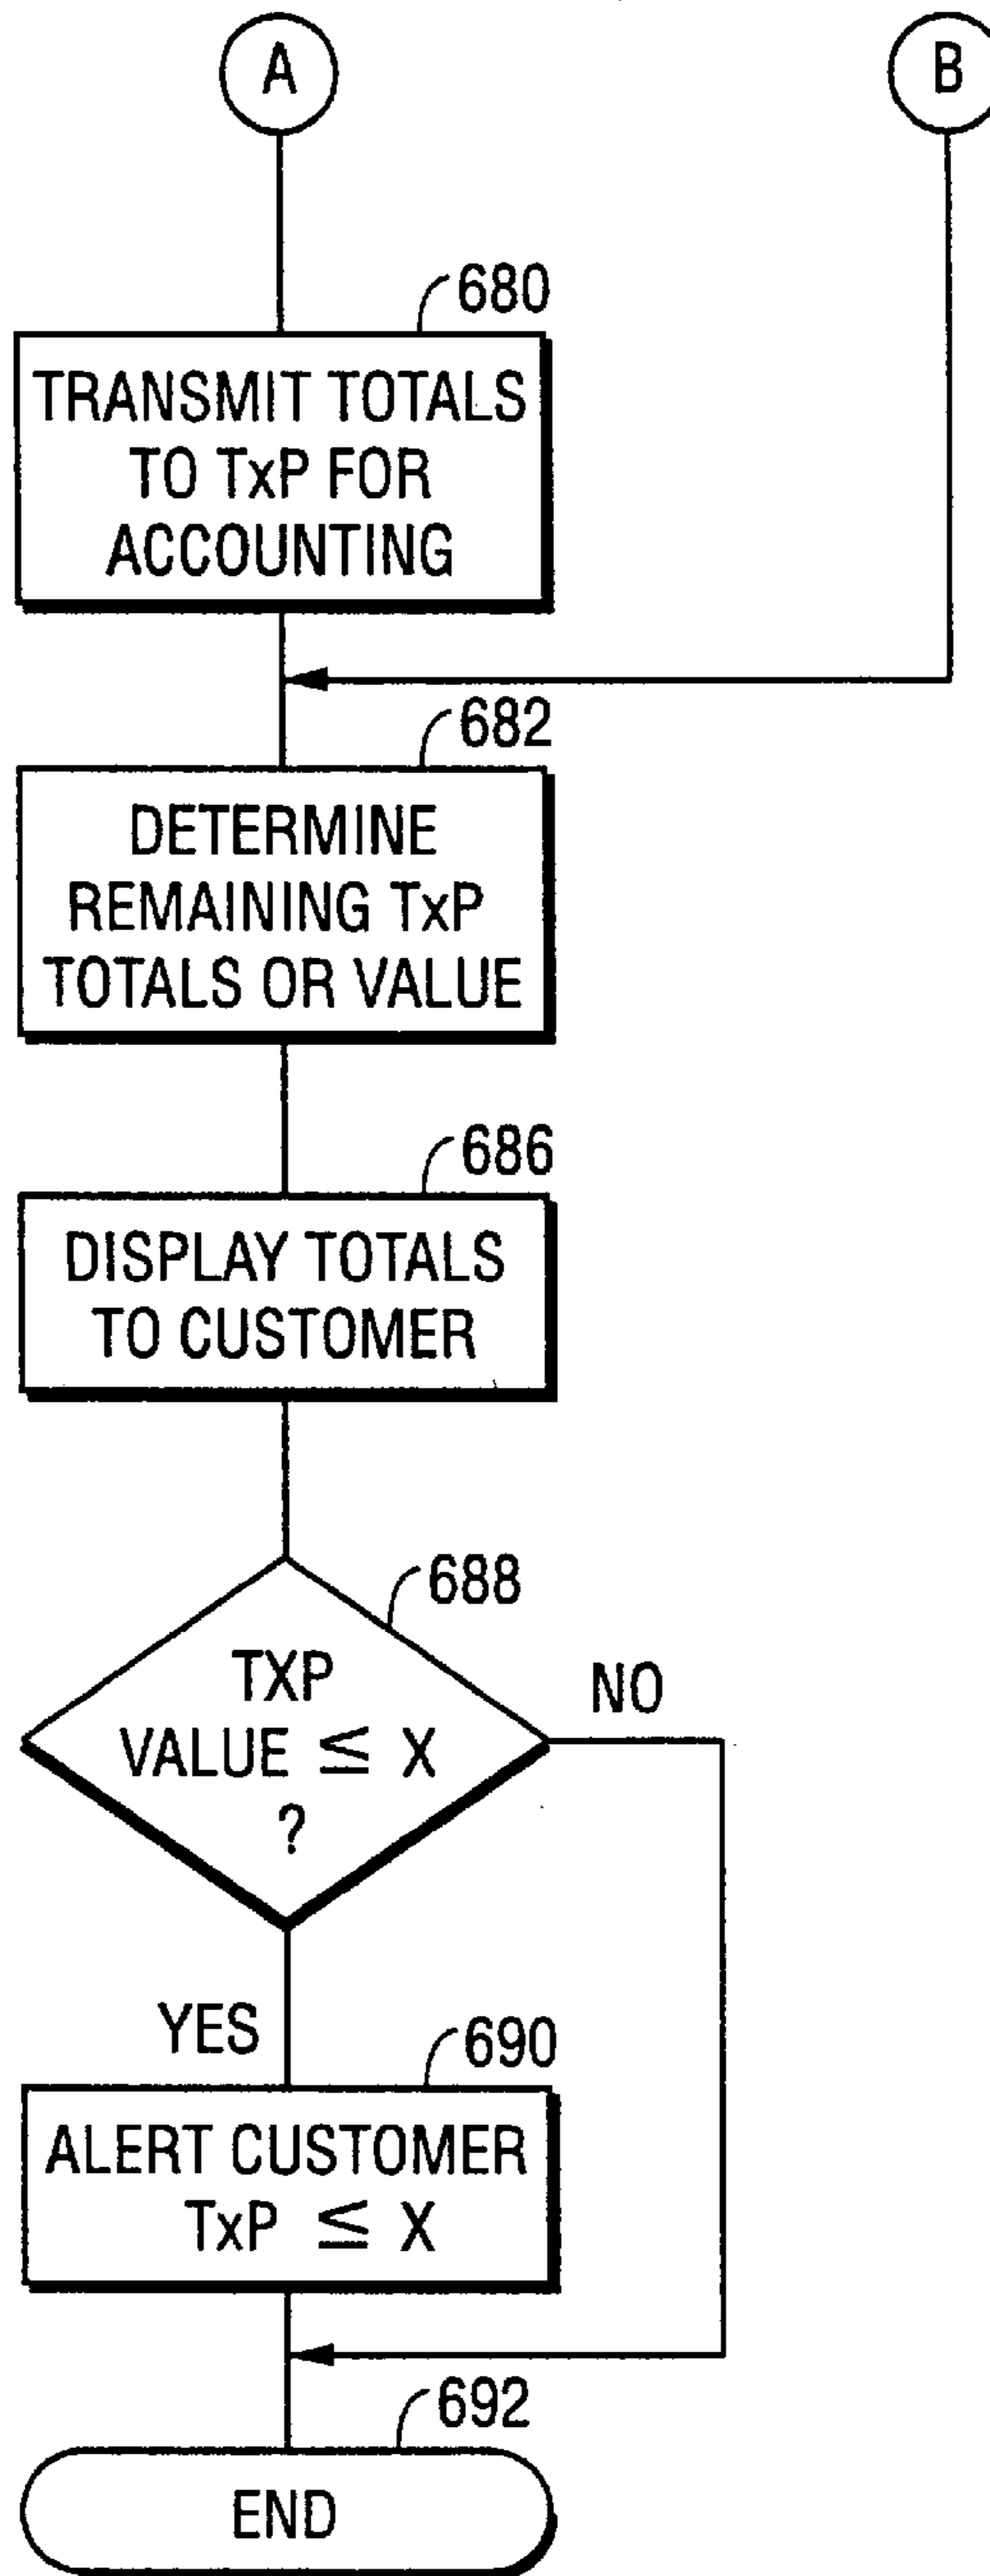 A
B
680
TRANSMIT TOTALS
TO TxP FOR
ACCOUNTING
682
DETERMINE
REMAINING TxP
TOTALS OR VALUE
686
DISPLAY TOTALS
TO CUSTOMER
688
TXP
VALUE ≦ X
?
NO
YES
690
ALERT CUSTOMER
TxP ≦ X
692
END